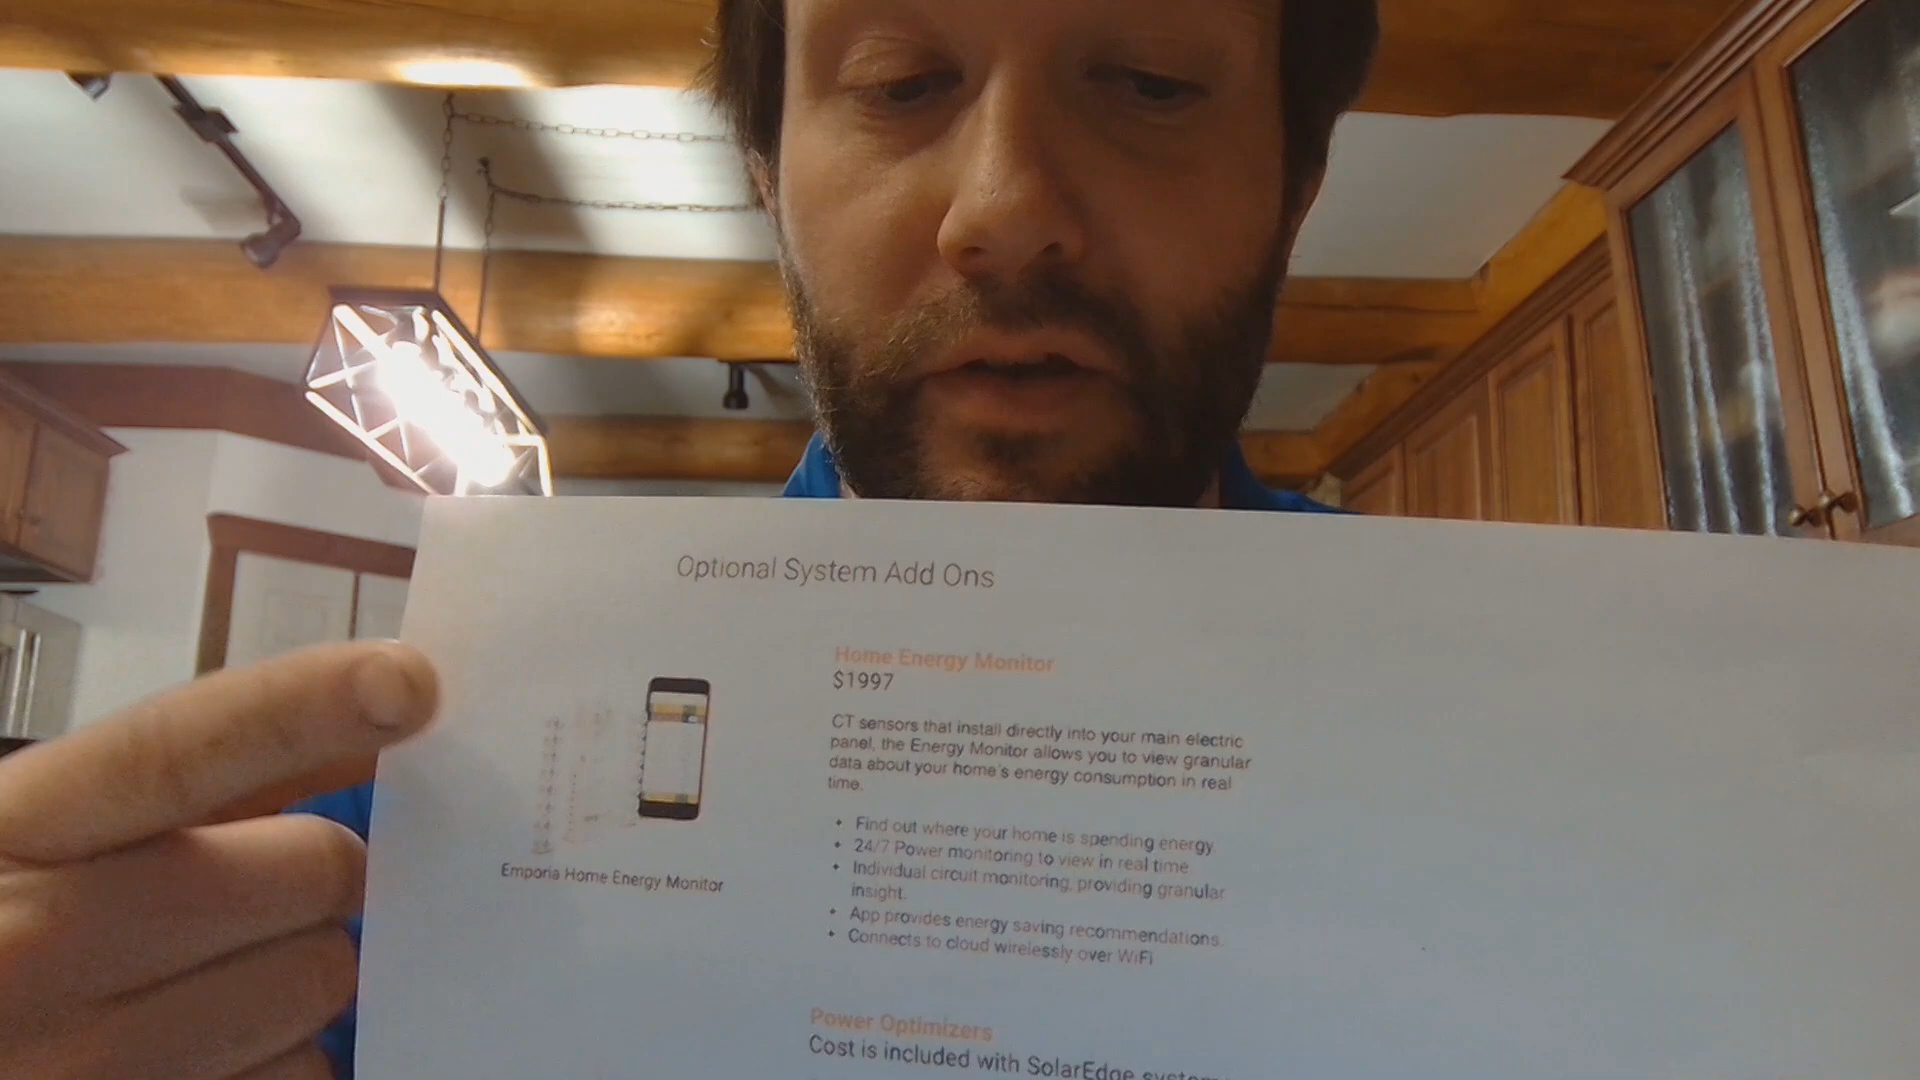 Optional System Add Ons
Home Energy Monitor
$1997
CT sensors that install directly into your main electric
panel, the Energy Monitor allows you to view granular
data about your home's energy consumption in real
time.
• Find out where your home is spending energy
• 24/7 Power monitoring to view in real time
• Individual circuit monitoring, providing granular
insight.
• App provides energy saving recommendations.
• Connects to cloud wirelessly over WiFi
Emporia Home Energy Monitor
Power Optimizers
Cost is included with SolarEdge system